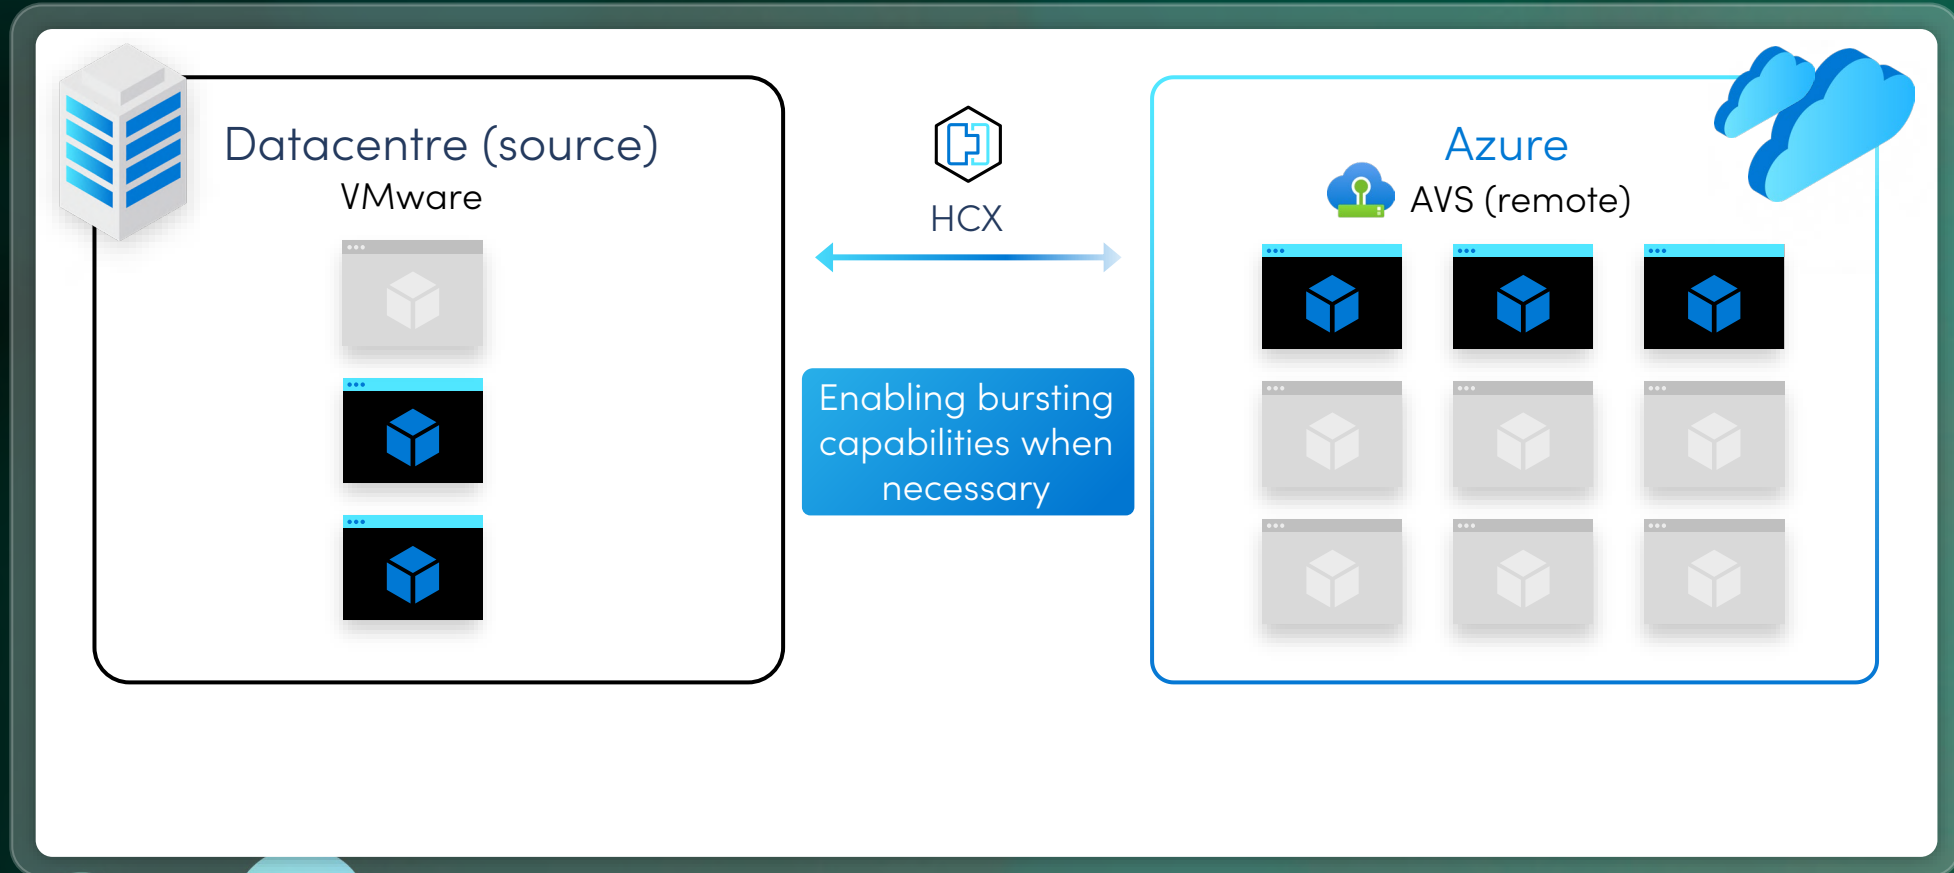 Datacentre (source)
VMware
HCX
Enabling bursting
capabilities when
necessary
Azure
AVS (remote)